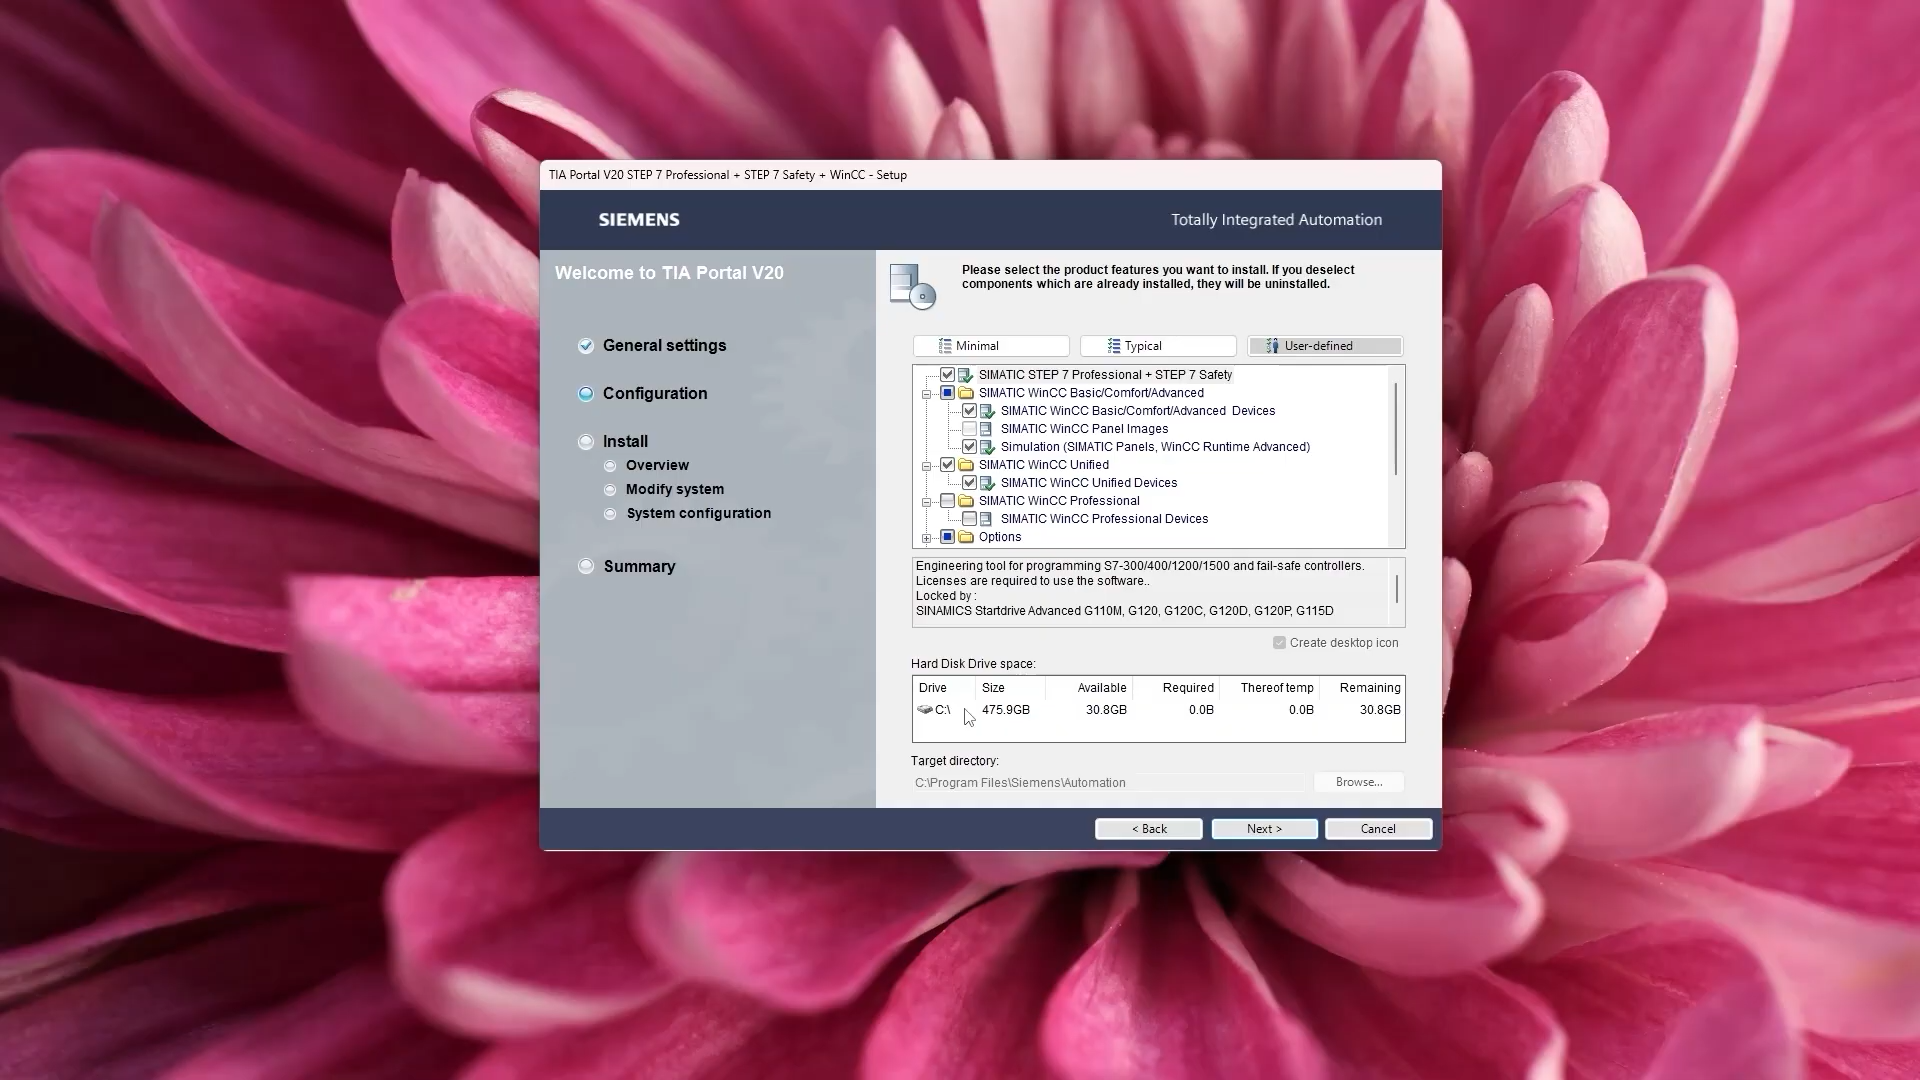 TIA Portal V20 STEP 7 Professional + STEP 7 Safety + WinCC - Setup
SIEMENS
Totally Integrated Automation
Welcome to TIA Portal V20
General settings
Configuration
Install
Overview
Modify system
System configuration
Summary
Please select the product features you want to install. If you deselect
components which are already installed, they will be uninstalled.
Minimal
Typical
User-defined
SIMATIC STEP 7 Professional + STEP 7 Safety
SIMATIC WinCC Basic/Comfort/Advanced
SIMATIC WinCC Basic/Comfort/Advanced Devices
SIMATIC WinCC Panel Images
Simulation (SIMATIC Panels, WinCC Runtime Advanced)
SIMATIC WinCC Unified
SIMATIC WinCC Unified Devices
SIMATIC WinCC Professional
SIMATIC WinCC Professional Devices
Options
Engineering tool for programming S7-300/400/1200/1500 and fail-safe controllers.
Licenses are required to use the software..
Locked by :
SINAMICS Startdrive Advanced G110M, G120, G120C, G120D, G120P, G115D
Create desktop icon
Hard Disk Drive space:
Drive Size Available Required Thereof temp Remaining
C:\ 475.9GB 30.8GB 0.0B 0.0B 30.8GB
Target directory:
C:\Program Files\Siemens\Automation
Browse...
< Back
Next >
Cancel